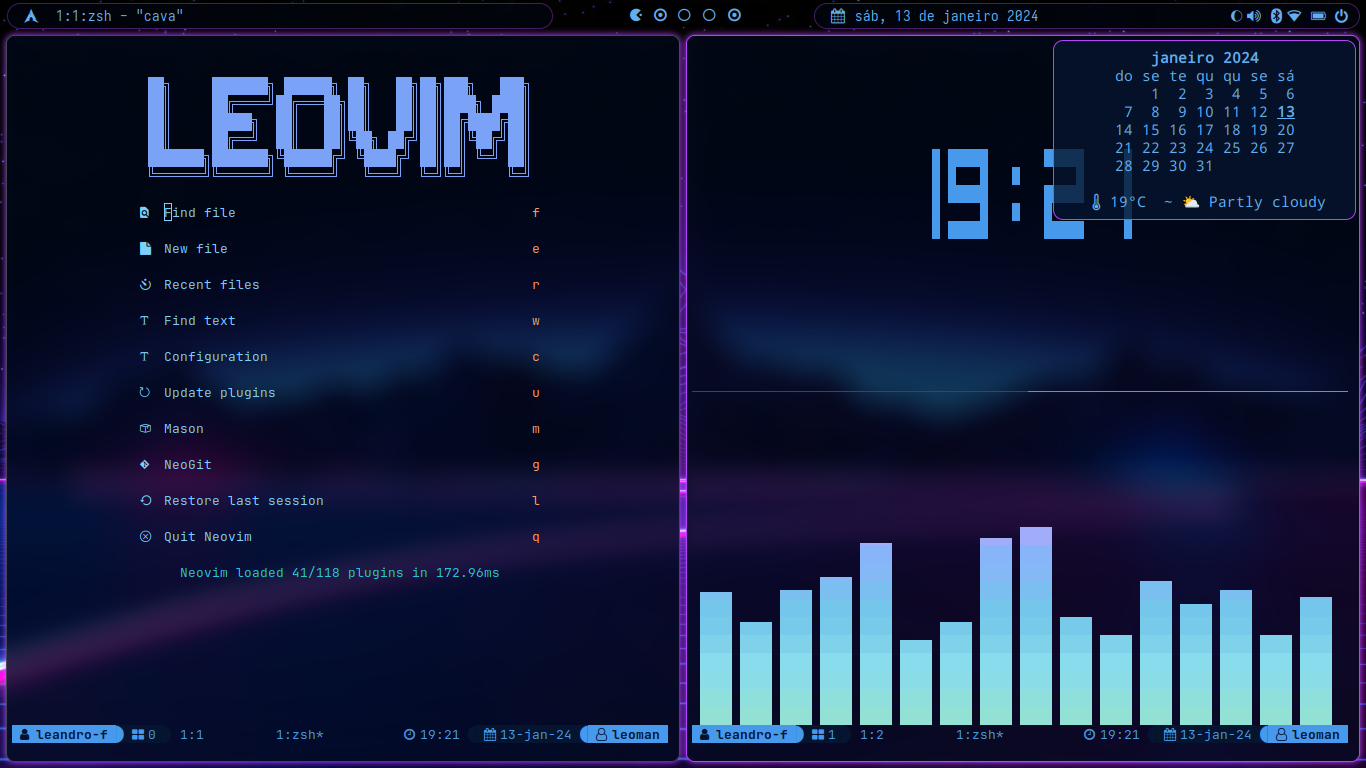 1:1:zsh - "cava"
sáb, 13 de janeiro 2024
LEOVIM
Find file f
New file e
Recent files r
Find text w
Configuration c
Update plugins u
Mason m
NeoGit g
Restore last session l
Quit Neovim q
Neovim loaded 41/118 plugins in 172.96ms
leandro-f 0 1:1 1:zsh* 19:21 13-jan-24 leoman
janeiro 2024
do se te qu qu se sá
1 2 3 4 5 6
7 8 9 10 11 12 13
14 15 16 17 18 19 20
21 22 23 24 25 26 27
28 29 30 31
19°C ~ ⛅ Partly cloudy
19:21
leandro-f 1 1:2 1:zsh* 19:21 13-jan-24 leoman